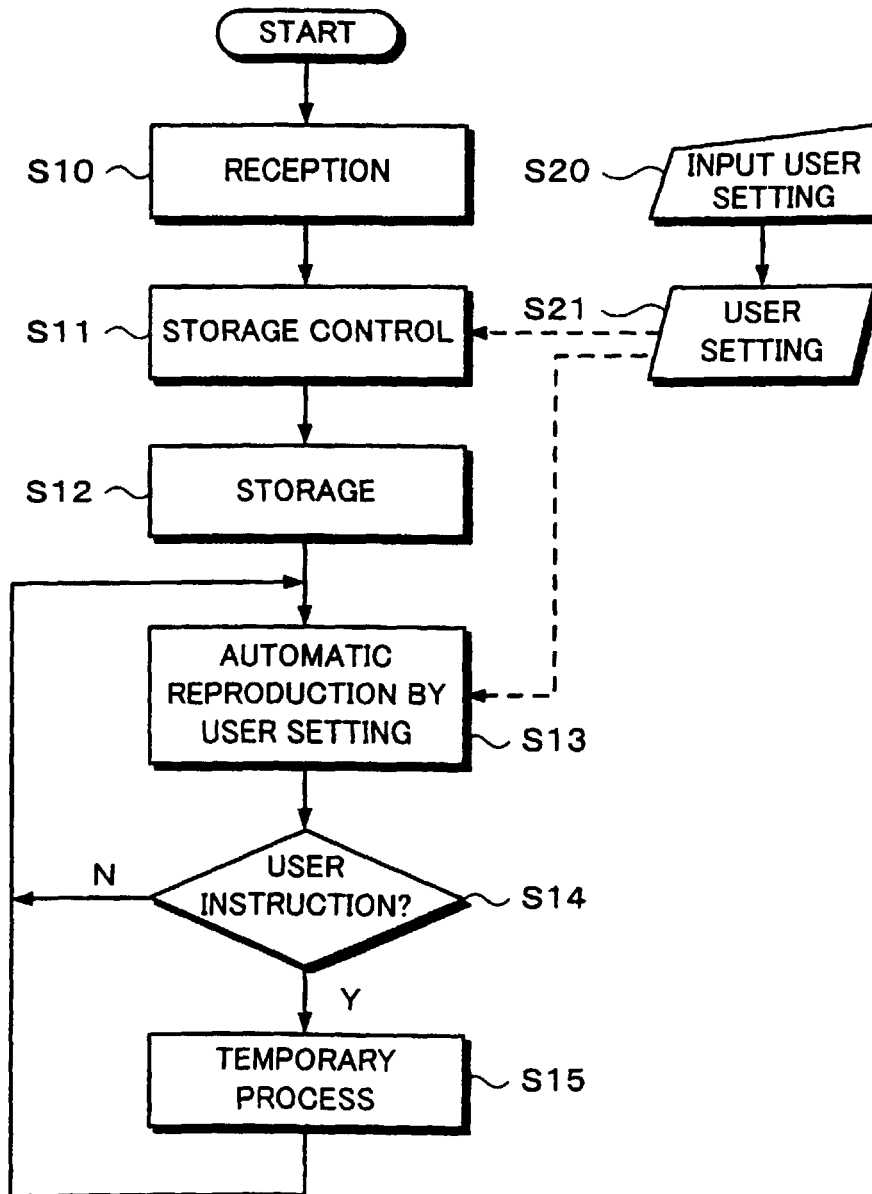 START
S10
RECEPTION
S20
INPUT USER
SETTING
S11
STORAGE CONTROL
S21
USER
SETTING
S12
STORAGE
AUTOMATIC
REPRODUCTION BY
USER SETTING
S13
N
USER
INSTRUCTION?
S14
Y
TEMPORARY
PROCESS
S15